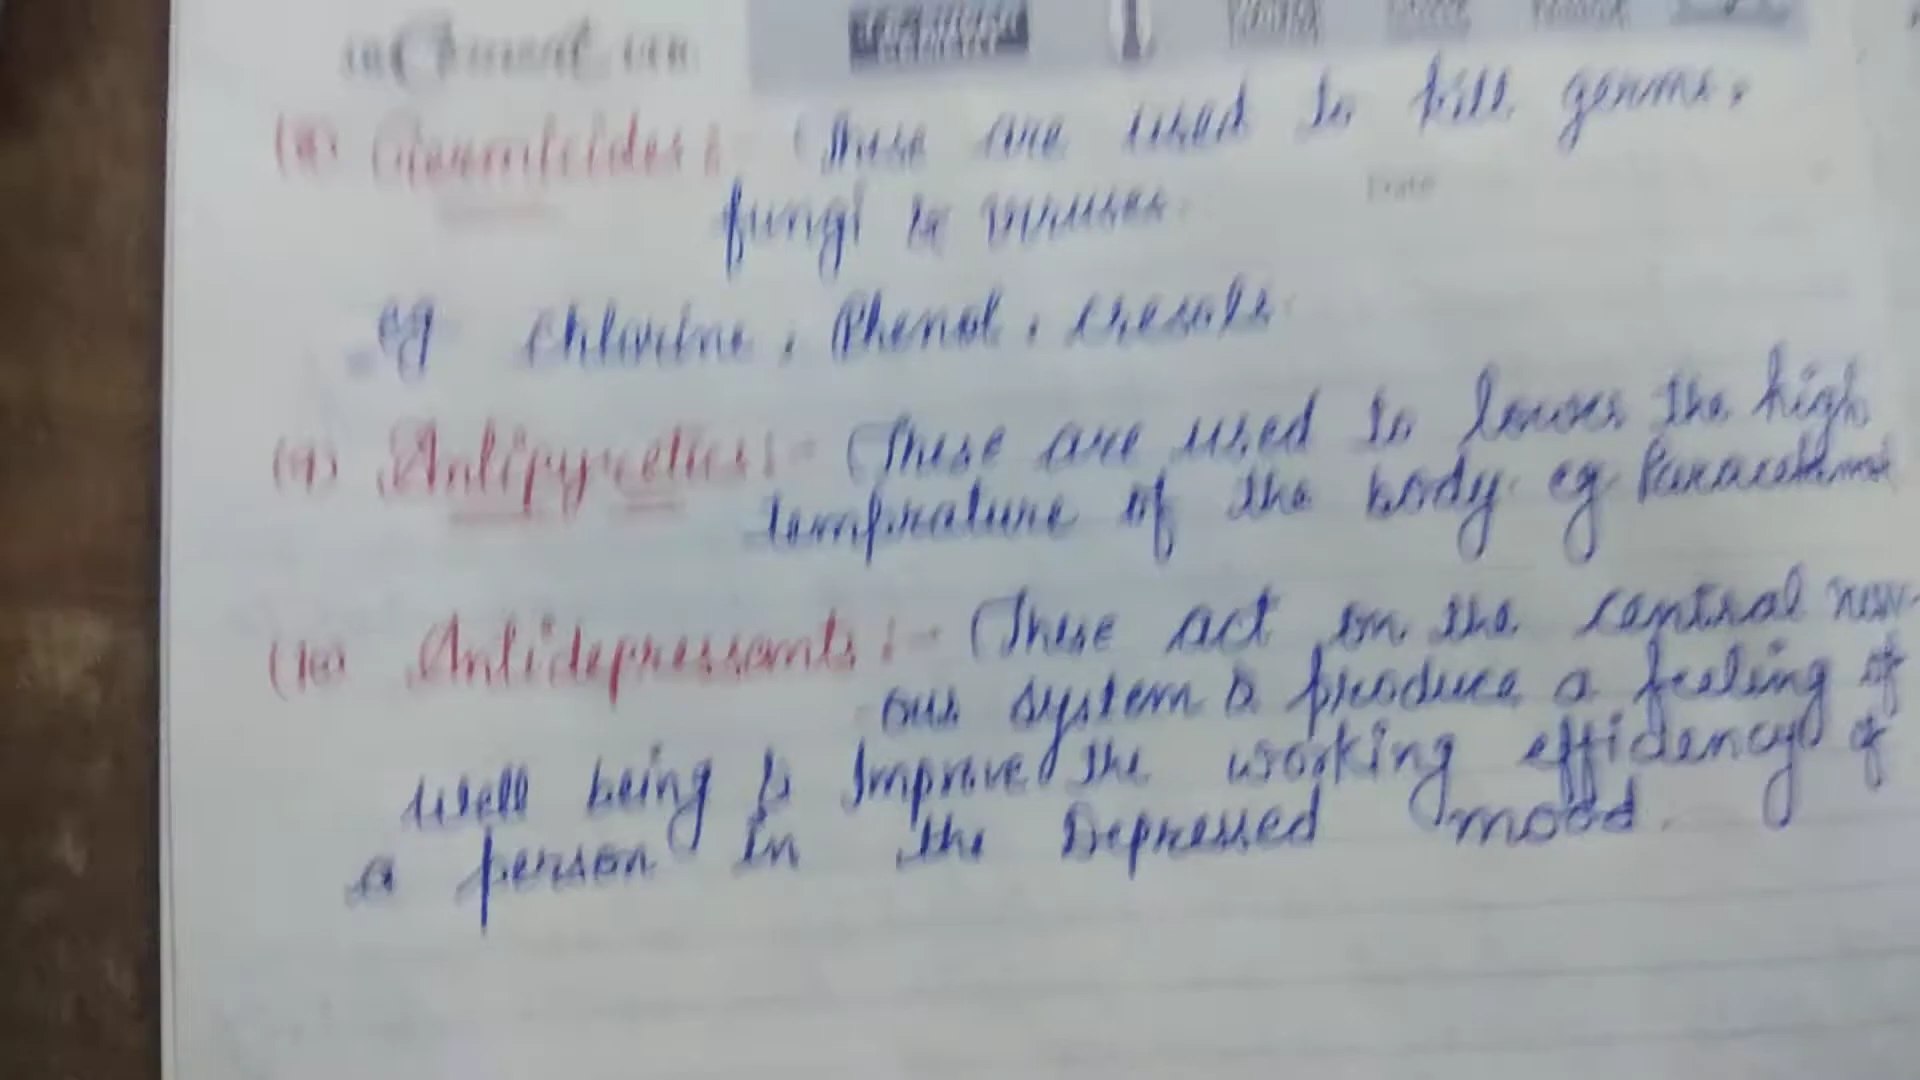 (8) Germicides :- These are used to kill germs,
fungi & viruses.
Date
eg Chlorine, Phenol, cresols.
(9) Antipyretics :- These are used to lower the high
temprature of the body. eg. Paracetamol
(10) Antidepressants :- These act on the central nerv-
ous system & produce a feeling of
well being & Improve the working efficiency of
a person In the Depressed mood.